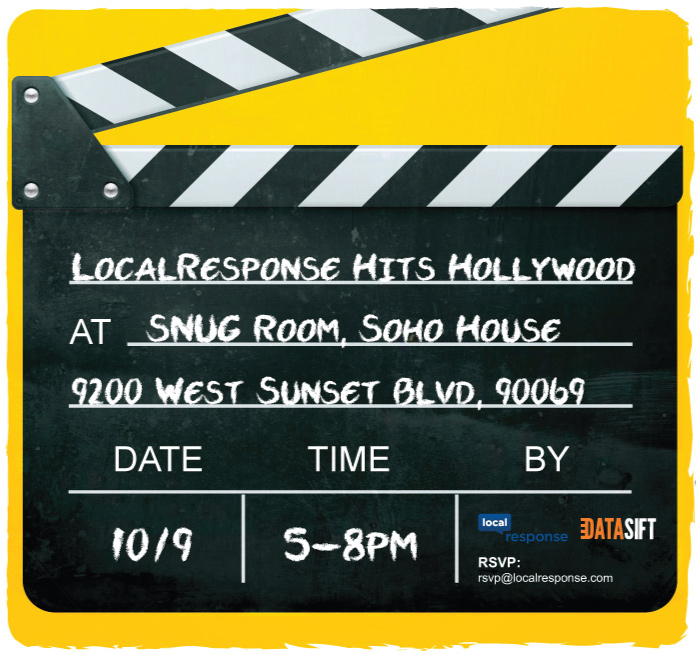 LOCALRESPONSE HITS HOLLYWOOD
AT SNUG ROOM, SOHO HOUSE
9200 WEST SUNSET BLVD, 90069
DATE TIME BY
10/9 5-8PM
local
response
DATASIFT
RSVP:
rsvp@localresponse.com